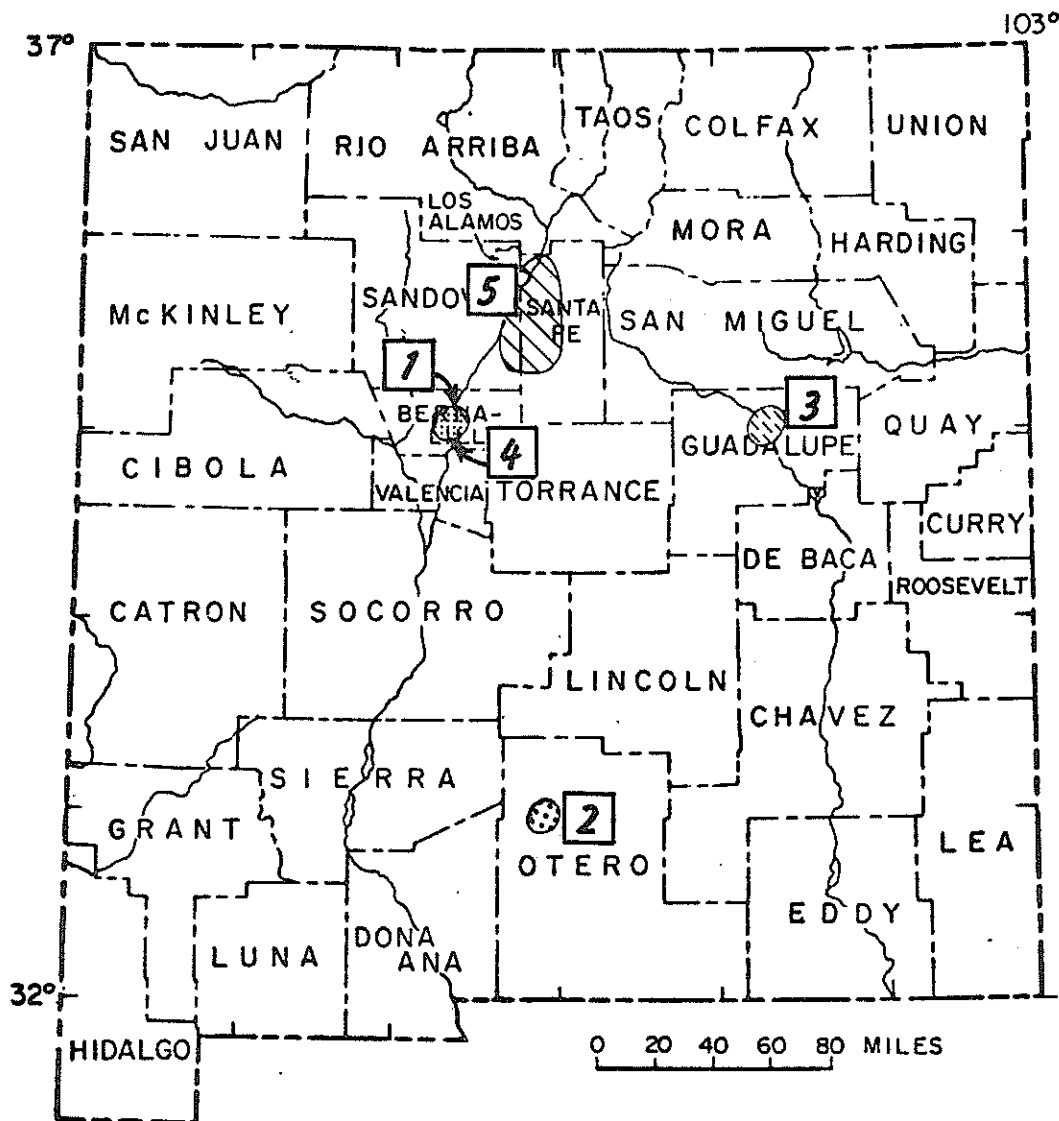 37°
103°
SAN JUAN
RIO ARRIBA
TAOS
COLFAX
UNION
LOS
ALAMOS
MORA
HARDING
McKINLEY
SANDOV
5
SANTA
FE
SAN MIGUEL
1
BERNA-
LILLO
4
3
GUADALUPE
QUAY
CIBOLA
VALENCIA
TORRANCE
CURRY
DE BACA
ROOSEVELT
CATRON
SOCORRO
LINCOLN
CHAVEZ
SIERRA
GRANT
2
OTERO
LEA
EDDY
LUNA
DONA
ANA
32°
HIDALGO
0 20 40 60 80 MILES